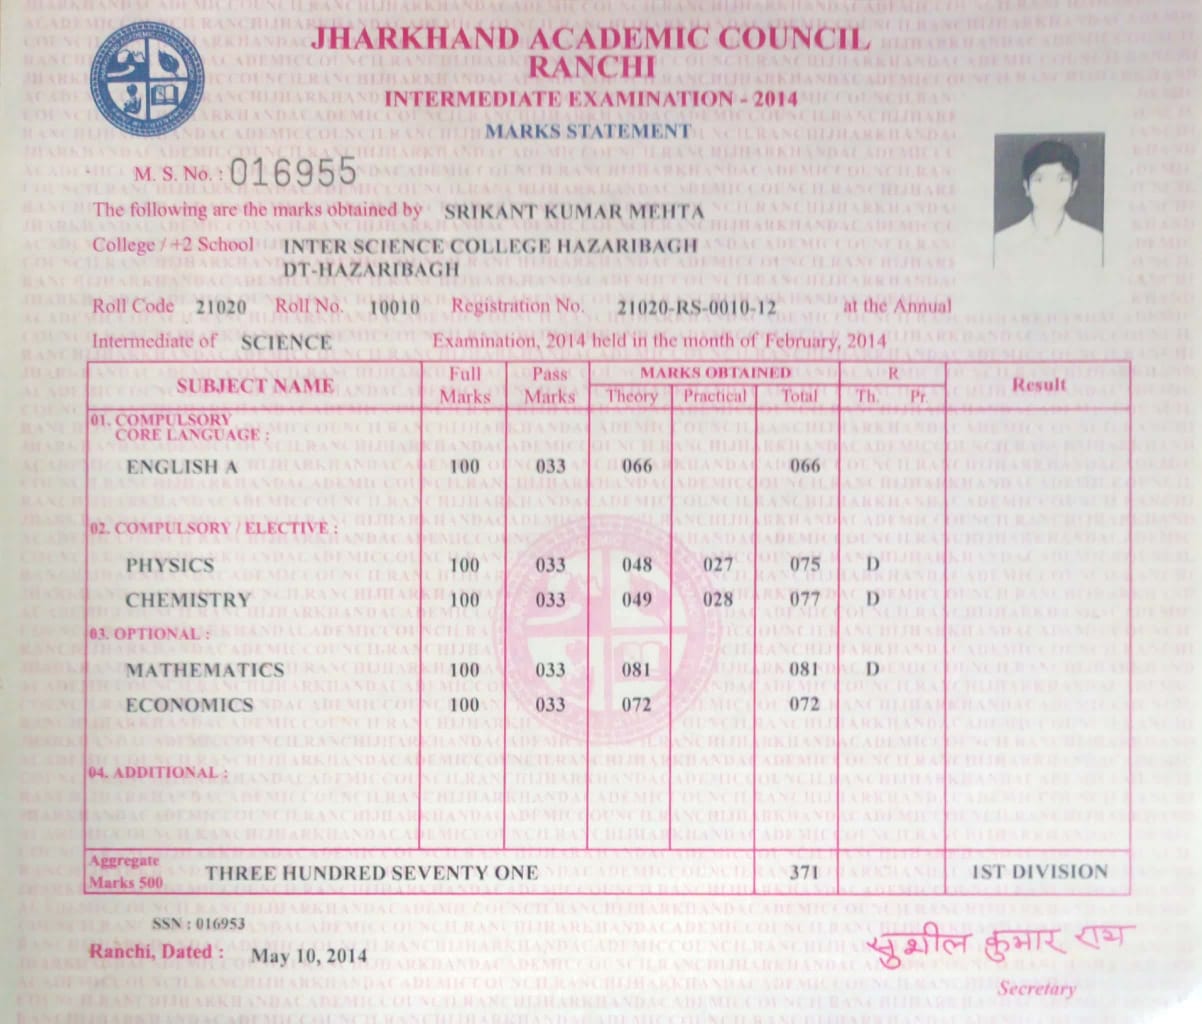 JHARKHAND ACADEMIC COUNCIL
RANCHI
INTERMEDIATE EXAMINATION - 2014
MARKS STATEMENT
M. S. No. : 016955
The following are the marks obtained by SRIKANT KUMAR MEHTA
College / +2 School INTER SCIENCE COLLEGE HAZARIBAGH
DT-HAZARIBAGH
Roll Code 21020 Roll No. 10010 Registration No. 21020-RS-0010-12 at the Annual
Intermediate of SCIENCE Examination, 2014 held in the month of February, 2014
SUBJECT NAME Full Marks Pass Marks MARKS OBTAINED R Result
Theory Practical Total Th. Pr.
01. COMPULSORY
CORE LANGUAGE :
ENGLISH A 100 033 066 066
02. COMPULSORY / ELECTIVE :
PHYSICS 100 033 048 027 075 D
CHEMISTRY 100 033 049 028 077 D
03. OPTIONAL :
MATHEMATICS 100 033 081 081 D
ECONOMICS 100 033 072 072
04. ADDITIONAL :
Aggregate
Marks 500 THREE HUNDRED SEVENTY ONE 371 1ST DIVISION
SSN : 016953
Ranchi, Dated : May 10, 2014
सुशील कुमार राय
Secretary